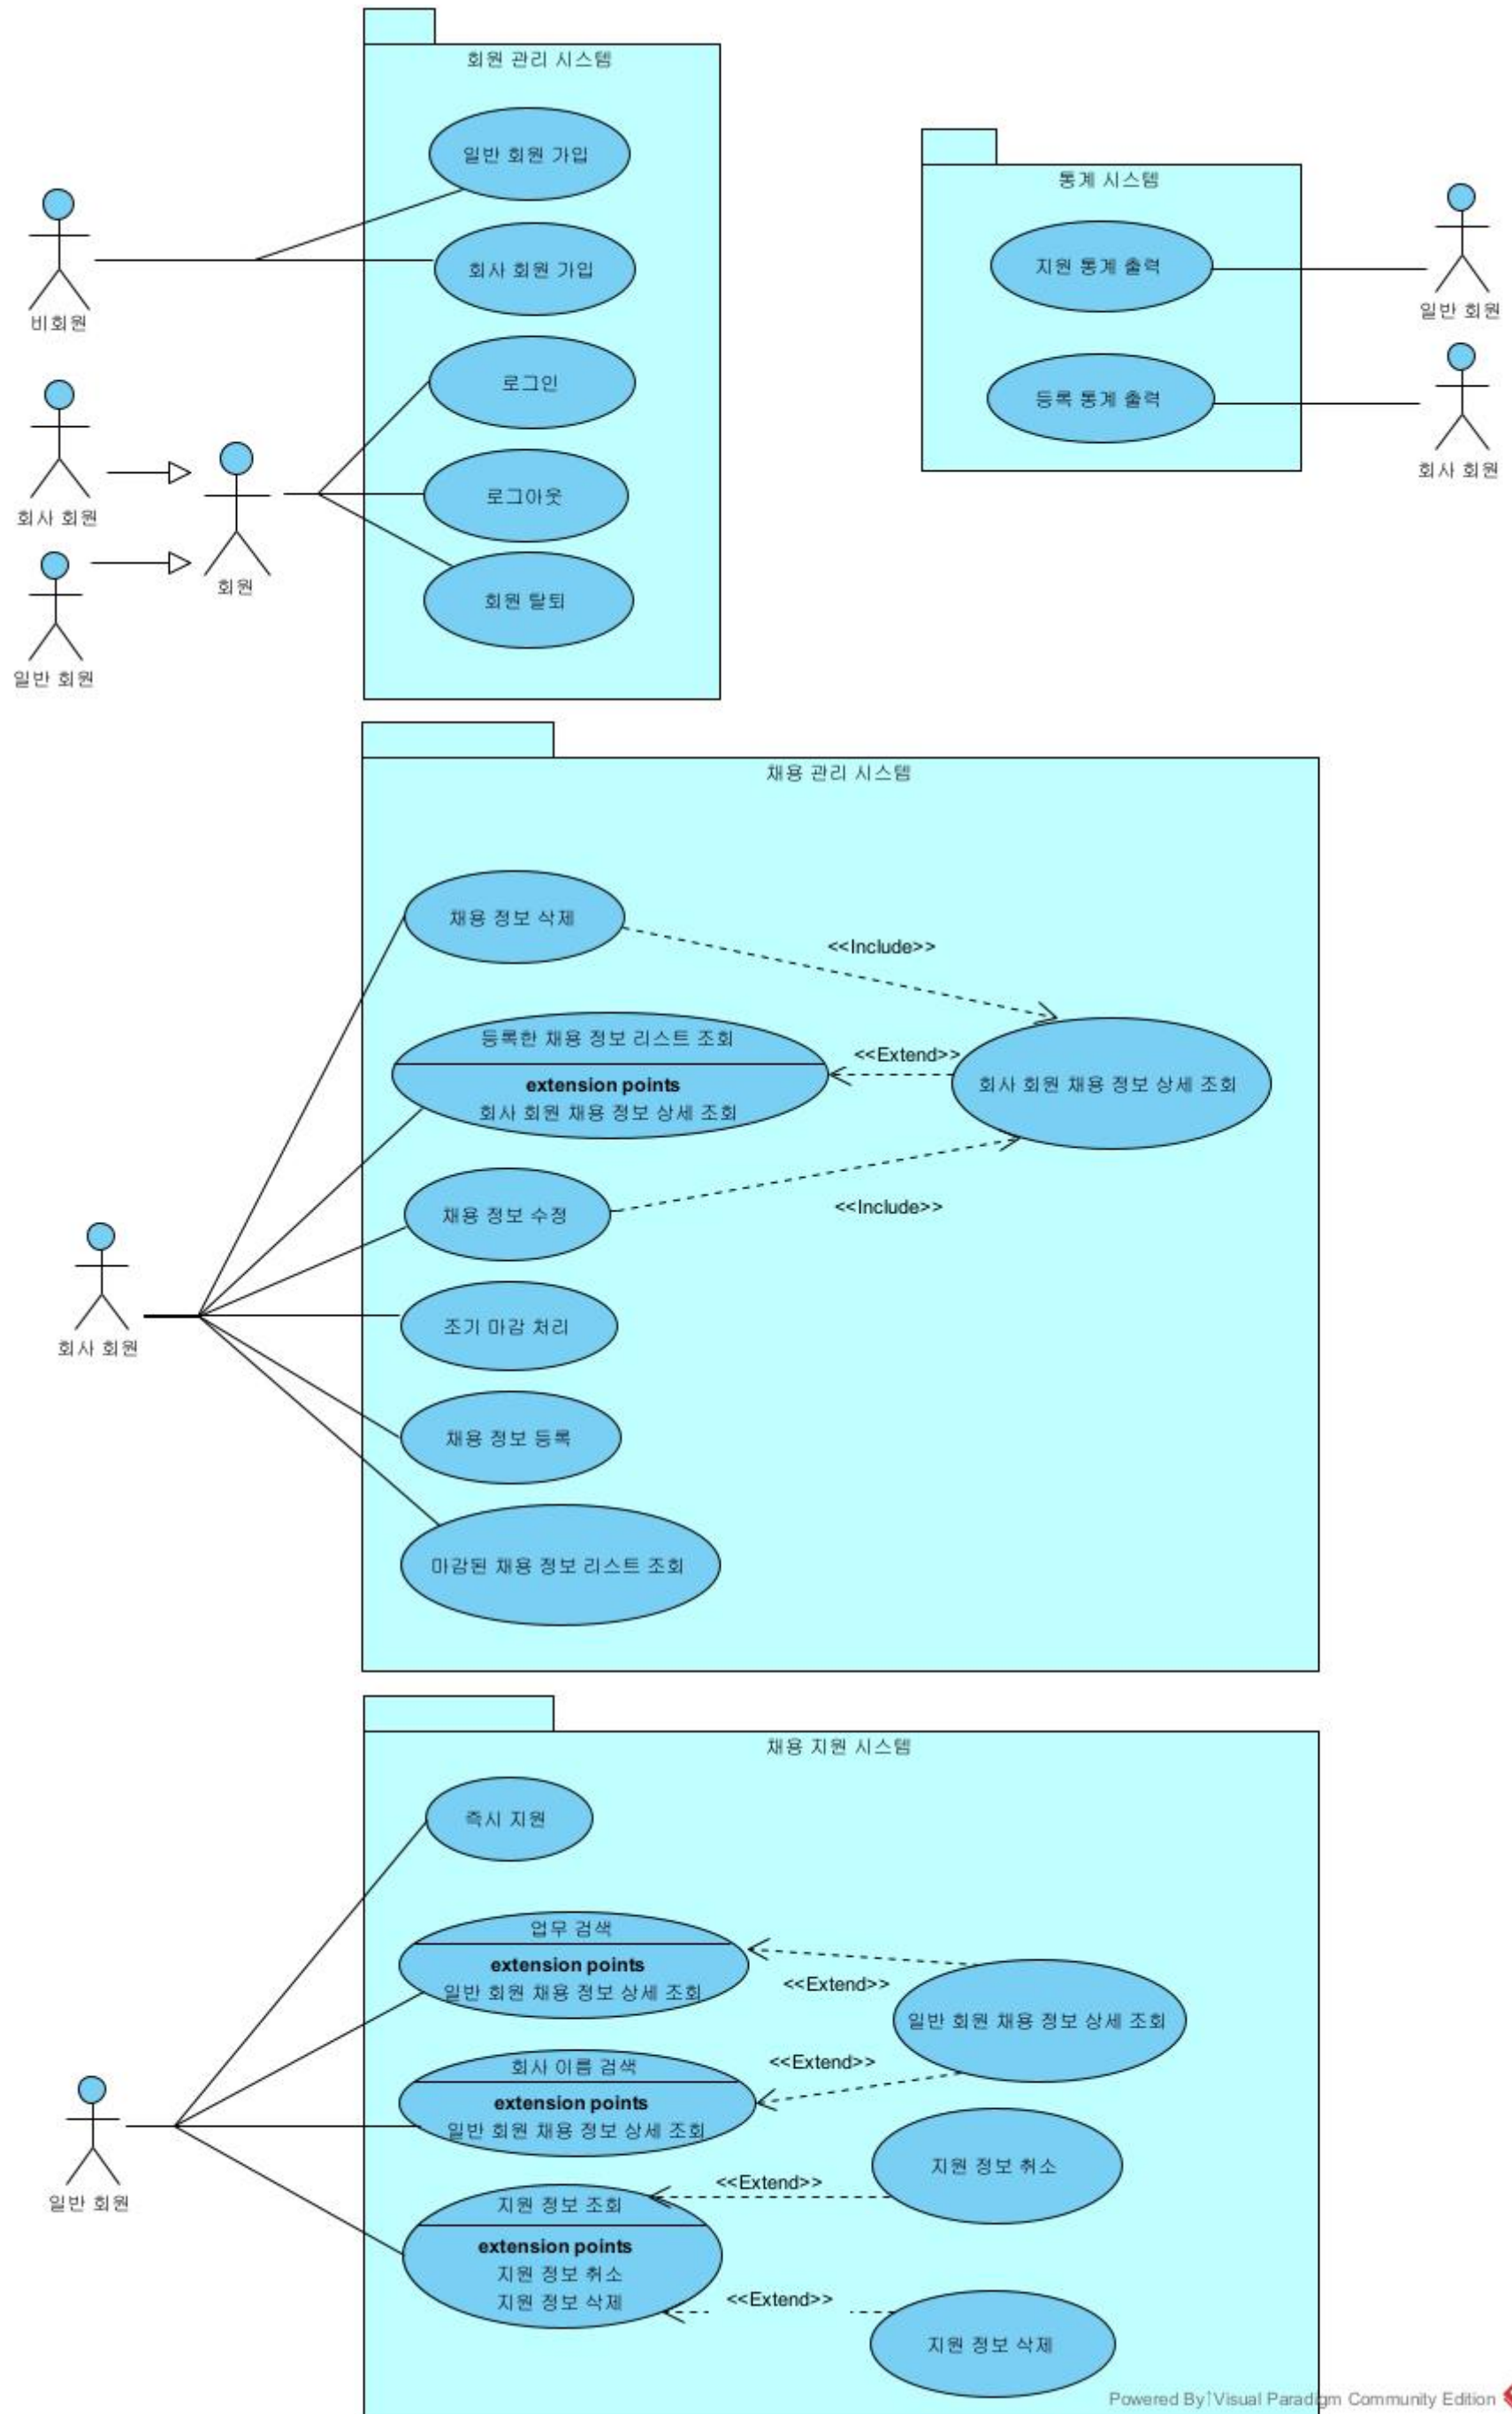 회원 관리 시스템
일반 회원 가입
회사 회원 가입
비회원
로그인
회사 회원
로그아웃
회원
회원 탈퇴
일반 회원
통계 시스템
지원 통계 출력
일반 회원
등록 통계 출력
회사 회원
채용 관리 시스템
채용 정보 삭제
<<Include>>
등록한 채용 정보 리스트 조회
extension points
회사 회원 채용 정보 상세 조회
<<Extend>>
회사 회원 채용 정보 상세 조회
채용 정보 수정
<<Include>>
조기 마감 처리
회사 회원
채용 정보 등록
마감된 채용 정보 리스트 조회
채용 지원 시스템
즉시 지원
업무 검색
extension points
일반 회원 채용 정보 상세 조회
<<Extend>>
일반 회원 채용 정보 상세 조회
회사 이름 검색
extension points
일반 회원 채용 정보 상세 조회
<<Extend>>
일반 회원
지원 정보 조회
extension points
지원 정보 취소
지원 정보 삭제
<<Extend>>
지원 정보 취소
<<Extend>>
지원 정보 삭제
Powered By Visual Paradigm Community Edition